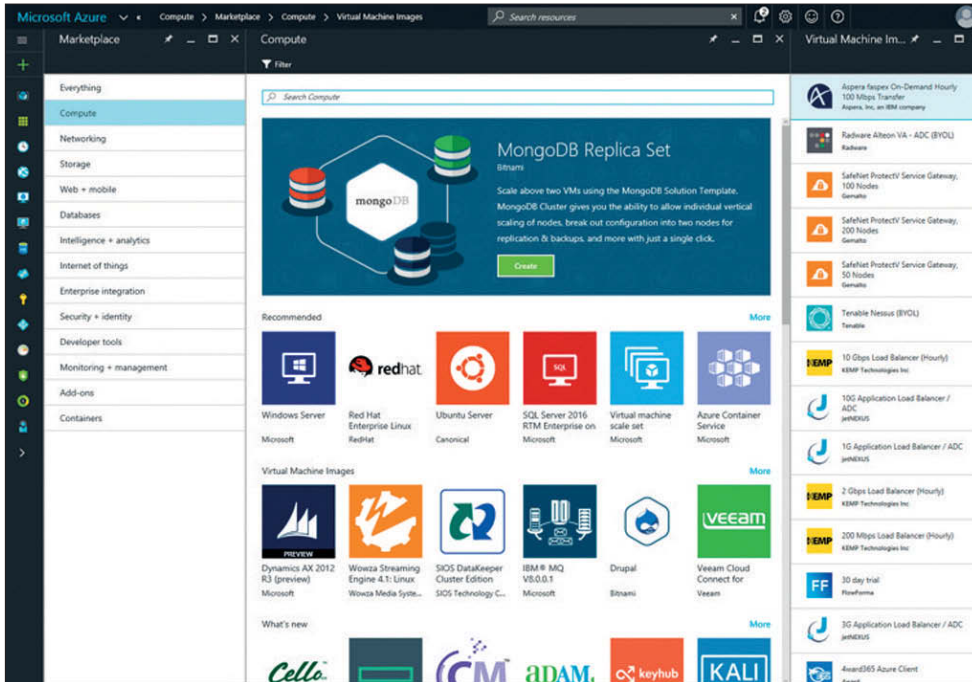 Microsoft Azure
Compute > Marketplace > Compute > Virtual Machine Images
Search resources
2
Marketplace
Compute
Virtual Machine Im...
Filter
Everything
Compute
Networking
Storage
Web + mobile
Databases
Intelligence + analytics
Internet of things
Enterprise integration
Security + identity
Developer tools
Monitoring + management
Add-ons
Containers
Search Compute
mongoDB
MongoDB Replica Set
Bitnami
Scale above two VMs using the MongoDB Solution Template.
MongoDB Cluster gives you the ability to allow individual vertical
scaling of nodes, break out configuration into two nodes for
replication & backups, and more with just a single click.
Create
Recommended
More
redhat
SQL
Windows Server
Microsoft
Red Hat
Enterprise Linux
RedHat
Ubuntu Server
Canonical
SQL Server 2016
RTM Enterprise on
Microsoft
Virtual machine
scale set
Microsoft
Azure Container
Service
Microsoft
Virtual Machine Images
More
PREVIEW
veeam
Dynamics AX 2012
R3 (preview)
Microsoft
Wowza Streaming
Engine 4.1: Linux
Wowza Media Syste...
SIOS DataKeeper
Cluster Edition
SIOS Technology C...
IBM ® MQ
V8.0.0.1
Microsoft
Drupal
Bitnami
Veeam Cloud
Connect for
Veeam
What's new
More
Cello
CM
ADAM
keyhub
KALI
Aspera faspex On-Demand Hourly
100 Mbps Transfer
Aspera, Inc, an IBM company
Radware Alteon VA - ADC (BYOL)
Radware
SafeNet ProtectV Service Gateway,
100 Nodes
Gemalto
SafeNet ProtectV Service Gateway,
200 Nodes
Gemalto
SafeNet ProtectV Service Gateway,
50 Nodes
Gemalto
Tenable Nessus (BYOL)
Tenable
KEMP
10 Gbps Load Balancer (Hourly)
KEMP Technologies Inc
10G Application Load Balancer /
ADC
jetNEXUS
1G Application Load Balancer / ADC
jetNEXUS
KEMP
2 Gbps Load Balancer (Hourly)
KEMP Technologies Inc
KEMP
200 Mbps Load Balancer (Hourly)
KEMP Technologies Inc
FF
30 day trial
FlowForma
3G Application Load Balancer / ADC
jetNEXUS
4ward365 Azure Client